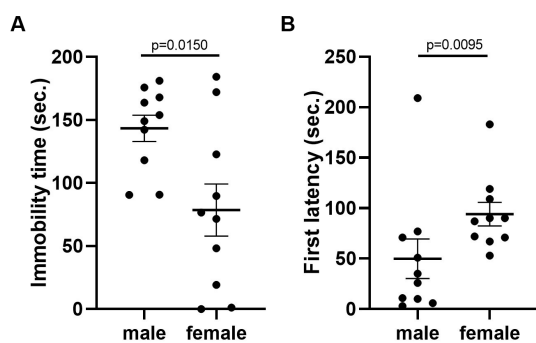 A
p=0.0150
Immobility time (sec.)
200
150
100
50
0
male female
B
p=0.0095
First latency (sec.)
250
200
150
100
50
0
male female